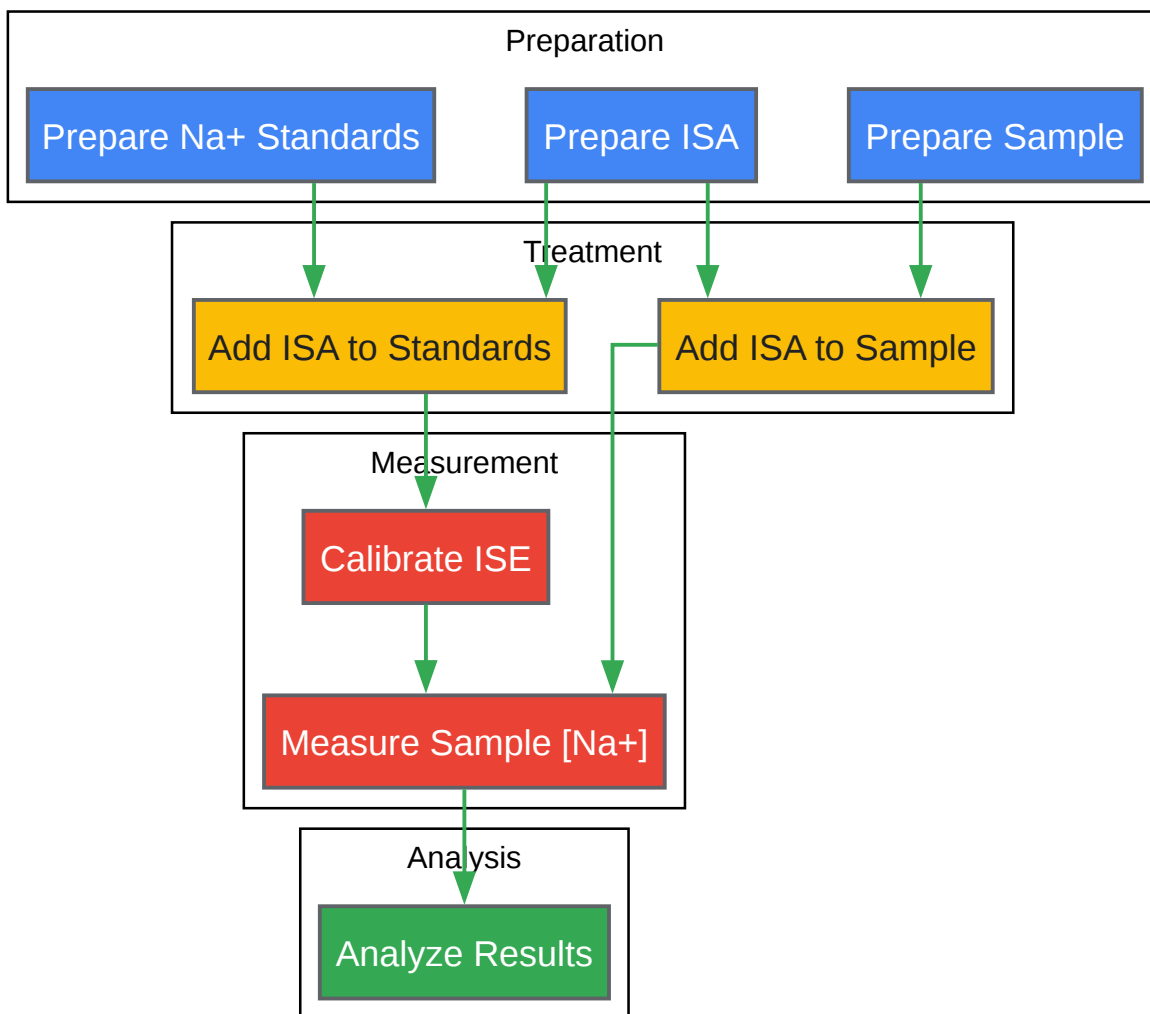 Preparation
Prepare Na+ Standards
Prepare ISA
Prepare Sample
Treatment
Add ISA to Standards
Add ISA to Sample
Measurement
Calibrate ISE
Measure Sample [Na+]
Analysis
Analyze Results